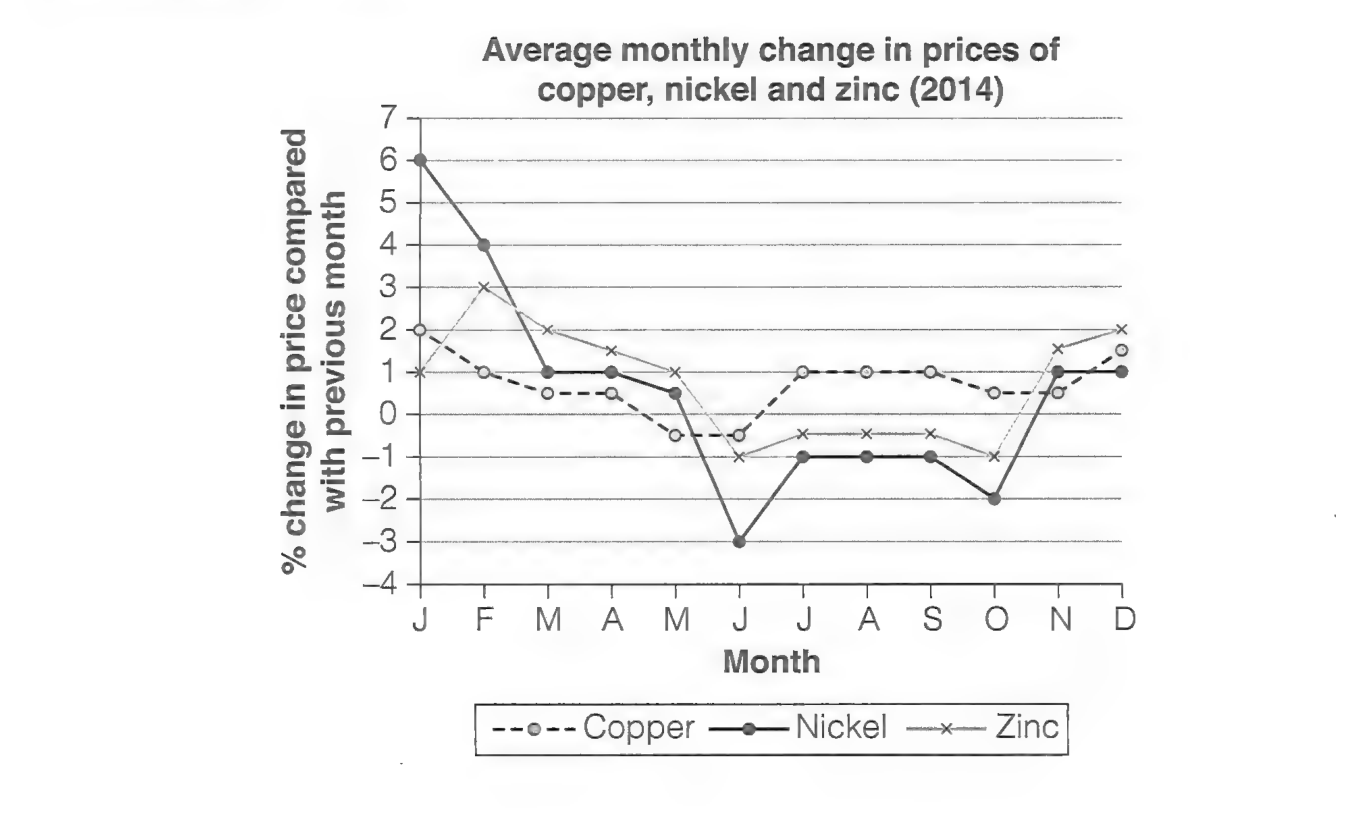 Average monthly change in prices of
copper, nickel and zinc (2014)
% change in price compared
with previous month
7
6
5
4
3
2
1
0
–1
–2
–3
–4
J F M A M J J A S O N D
Month
Copper Nickel Zinc